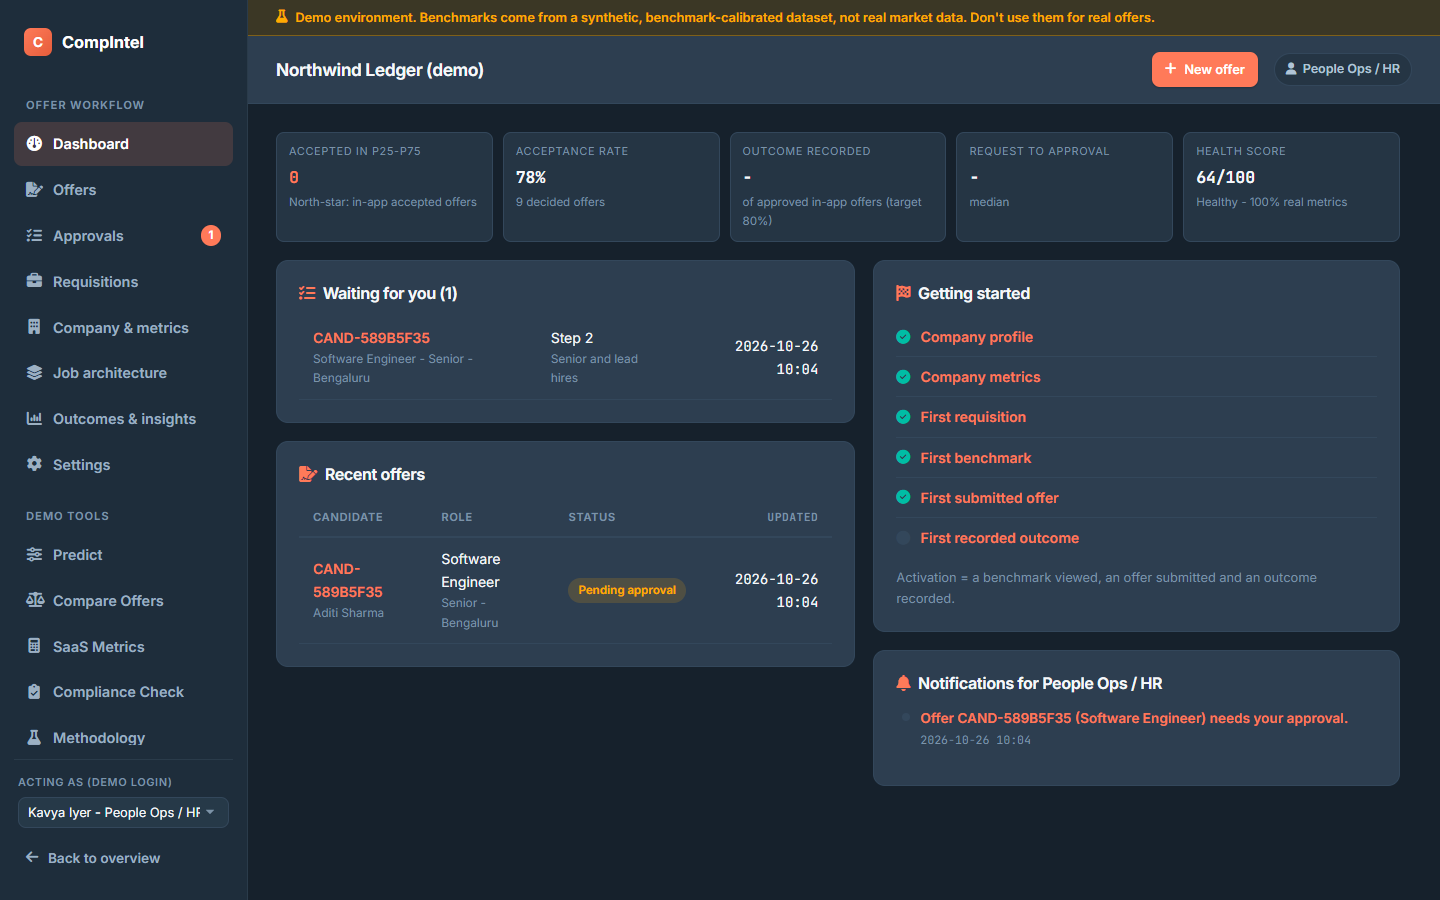 C CompIntel
OFFER WORKFLOW
Dashboard
Offers
Approvals 1
Requisitions
Company & metrics
Job architecture
Outcomes & insights
Settings
DEMO TOOLS
Predict
Compare Offers
SaaS Metrics
Compliance Check
Methodology
ACTING AS (DEMO LOGIN)
Kavya Iyer - People Ops / HR
Back to overview
Demo environment. Benchmarks come from a synthetic, benchmark-calibrated dataset, not real market data. Don't use them for real offers.
Northwind Ledger (demo)
+ New offer
People Ops / HR
ACCEPTED IN P25-P75
0
North-star: in-app accepted offers
ACCEPTANCE RATE
78%
9 decided offers
OUTCOME RECORDED
-
of approved in-app offers (target
80%)
REQUEST TO APPROVAL
-
median
HEALTH SCORE
64/100
Healthy - 100% real metrics
Waiting for you (1)
CAND-589B5F35
Software Engineer - Senior -
Bengaluru
Step 2
Senior and lead
hires
2026-10-26
10:04
Recent offers
CANDIDATE ROLE STATUS UPDATED
CAND-
589B5F35
Aditi Sharma
Software
Engineer
Senior -
Bengaluru
Pending approval
2026-10-26
10:04
Getting started
Company profile
Company metrics
First requisition
First benchmark
First submitted offer
First recorded outcome
Activation = a benchmark viewed, an offer submitted and an outcome
recorded.
Notifications for People Ops / HR
Offer CAND-589B5F35 (Software Engineer) needs your approval.
2026-10-26 10:04